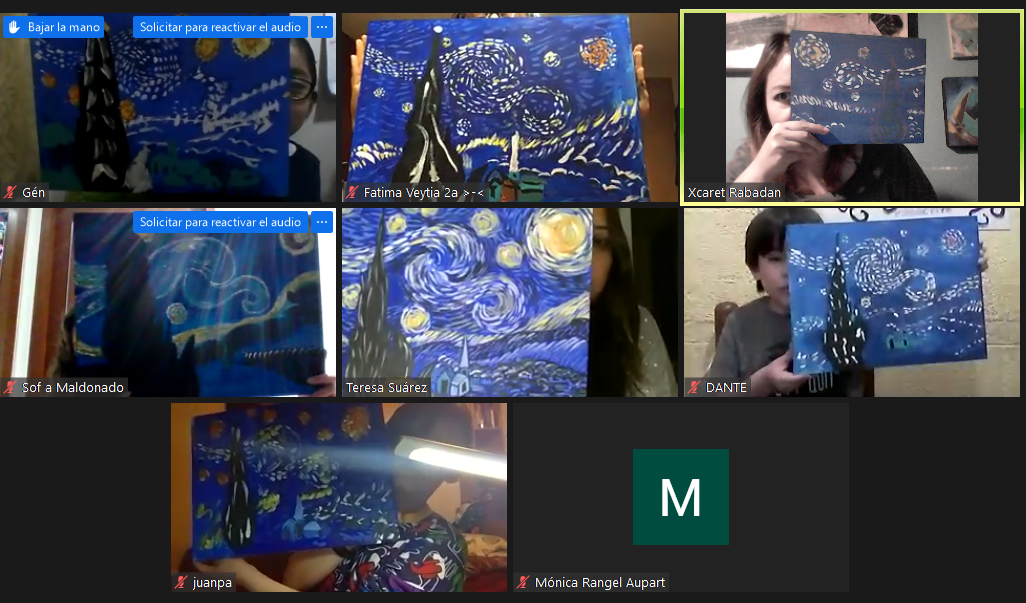 Bajar la mano
Solicitar para reactivar el audio
...
Gén
Fatima Veytia 2a >-<
Xcaret Rabadan
Solicitar para reactivar el audio
...
Sof a Maldonado
Teresa Suárez
DANTE
juanpa
M
Mónica Rangel Aupart